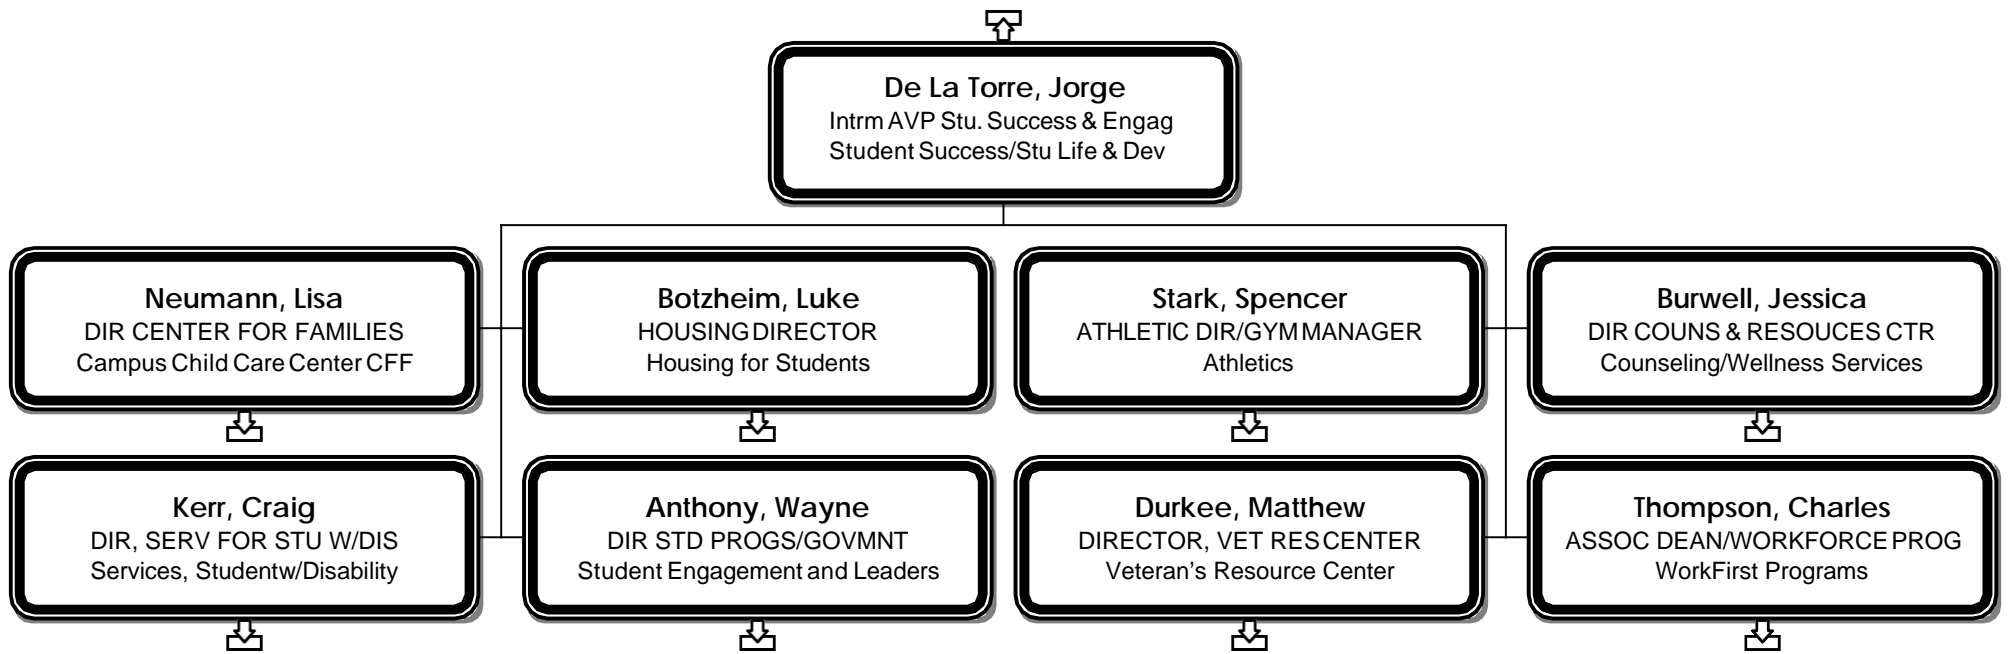 De La Torre, Jorge
Intrm AVP Stu. Success & Engag
Student Success/Stu Life & Dev
Neumann, Lisa
DIR CENTER FOR FAMILIES
Campus Child Care Center CFF
Botzheim, Luke
HOUSING DIRECTOR
Housing for Students
Stark, Spencer
ATHLETIC DIR/GYM MANAGER
Athletics
Burwell, Jessica
DIR COUNS & RESOUCES CTR
Counseling/Wellness Services
Kerr, Craig
DIR, SERV FOR STU W/DIS
Services, Studentw/Disability
Anthony, Wayne
DIR STD PROGS/GOVMNT
Student Engagement and Leaders
Durkee, Matthew
DIRECTOR, VET RES CENTER
Veteran's Resource Center
Thompson, Charles
ASSOC DEAN/WORKFORCE PROG
WorkFirst Programs